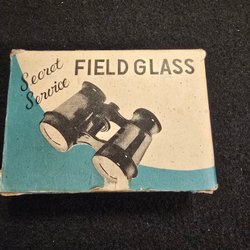 Secret
Service
FIELD GLASS